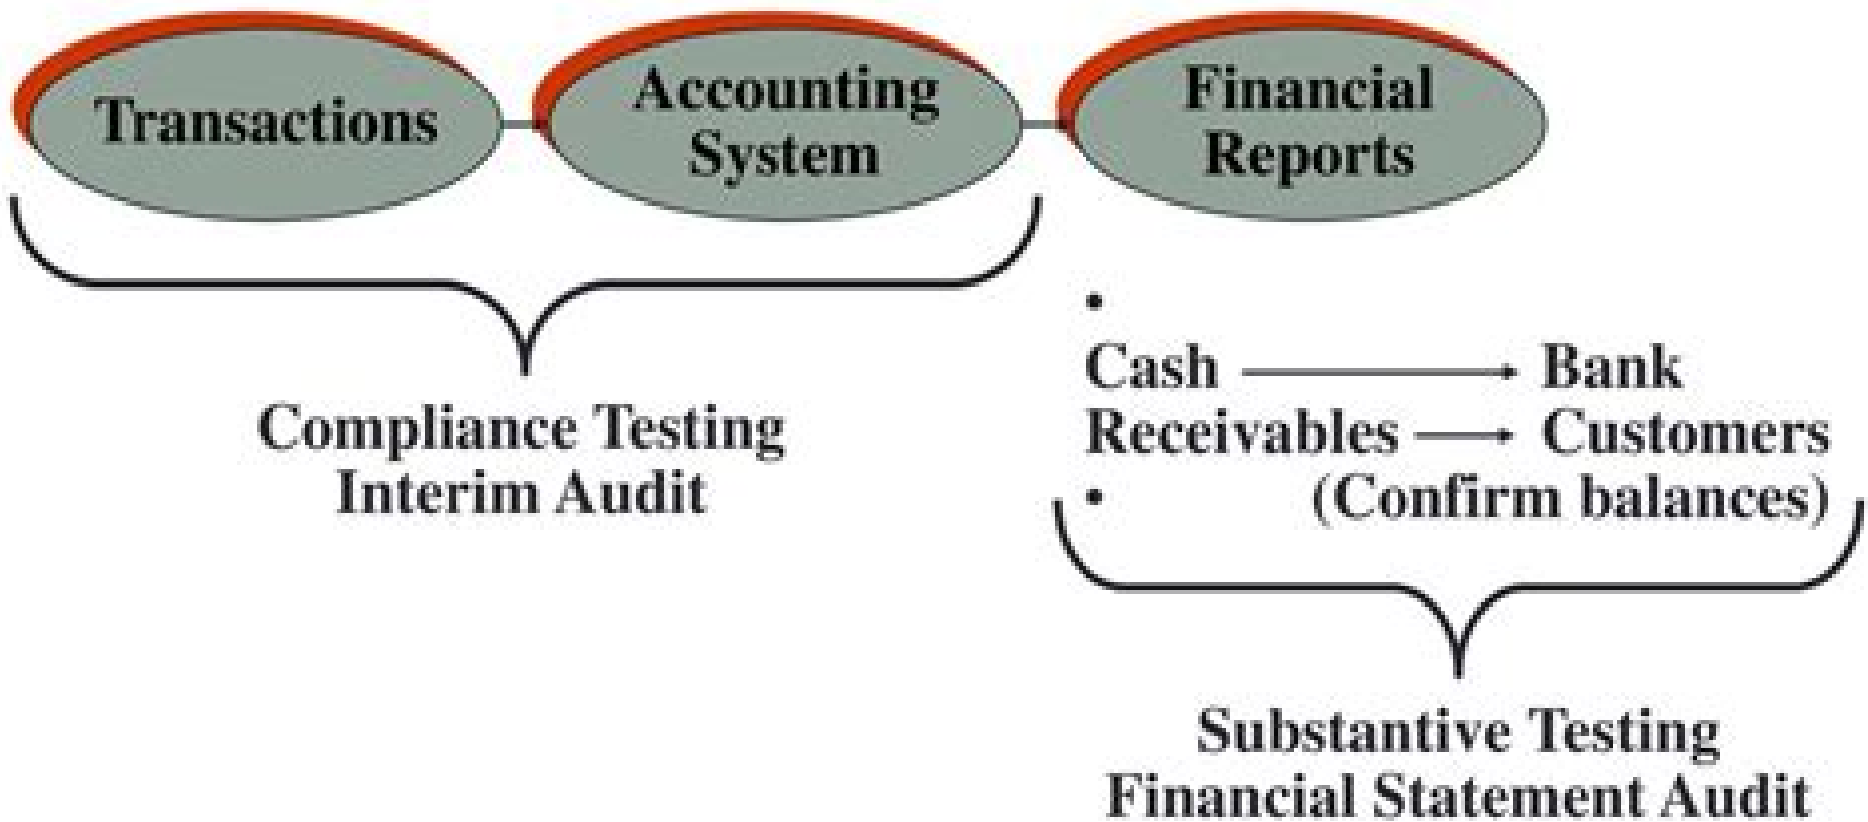 Transactions
Accounting
System
Financial
Reports
Compliance Testing
Interim Audit
•
Cash → Bank
Receivables → Customers
• (Confirm balances)
Substantive Testing
Financial Statement Audit